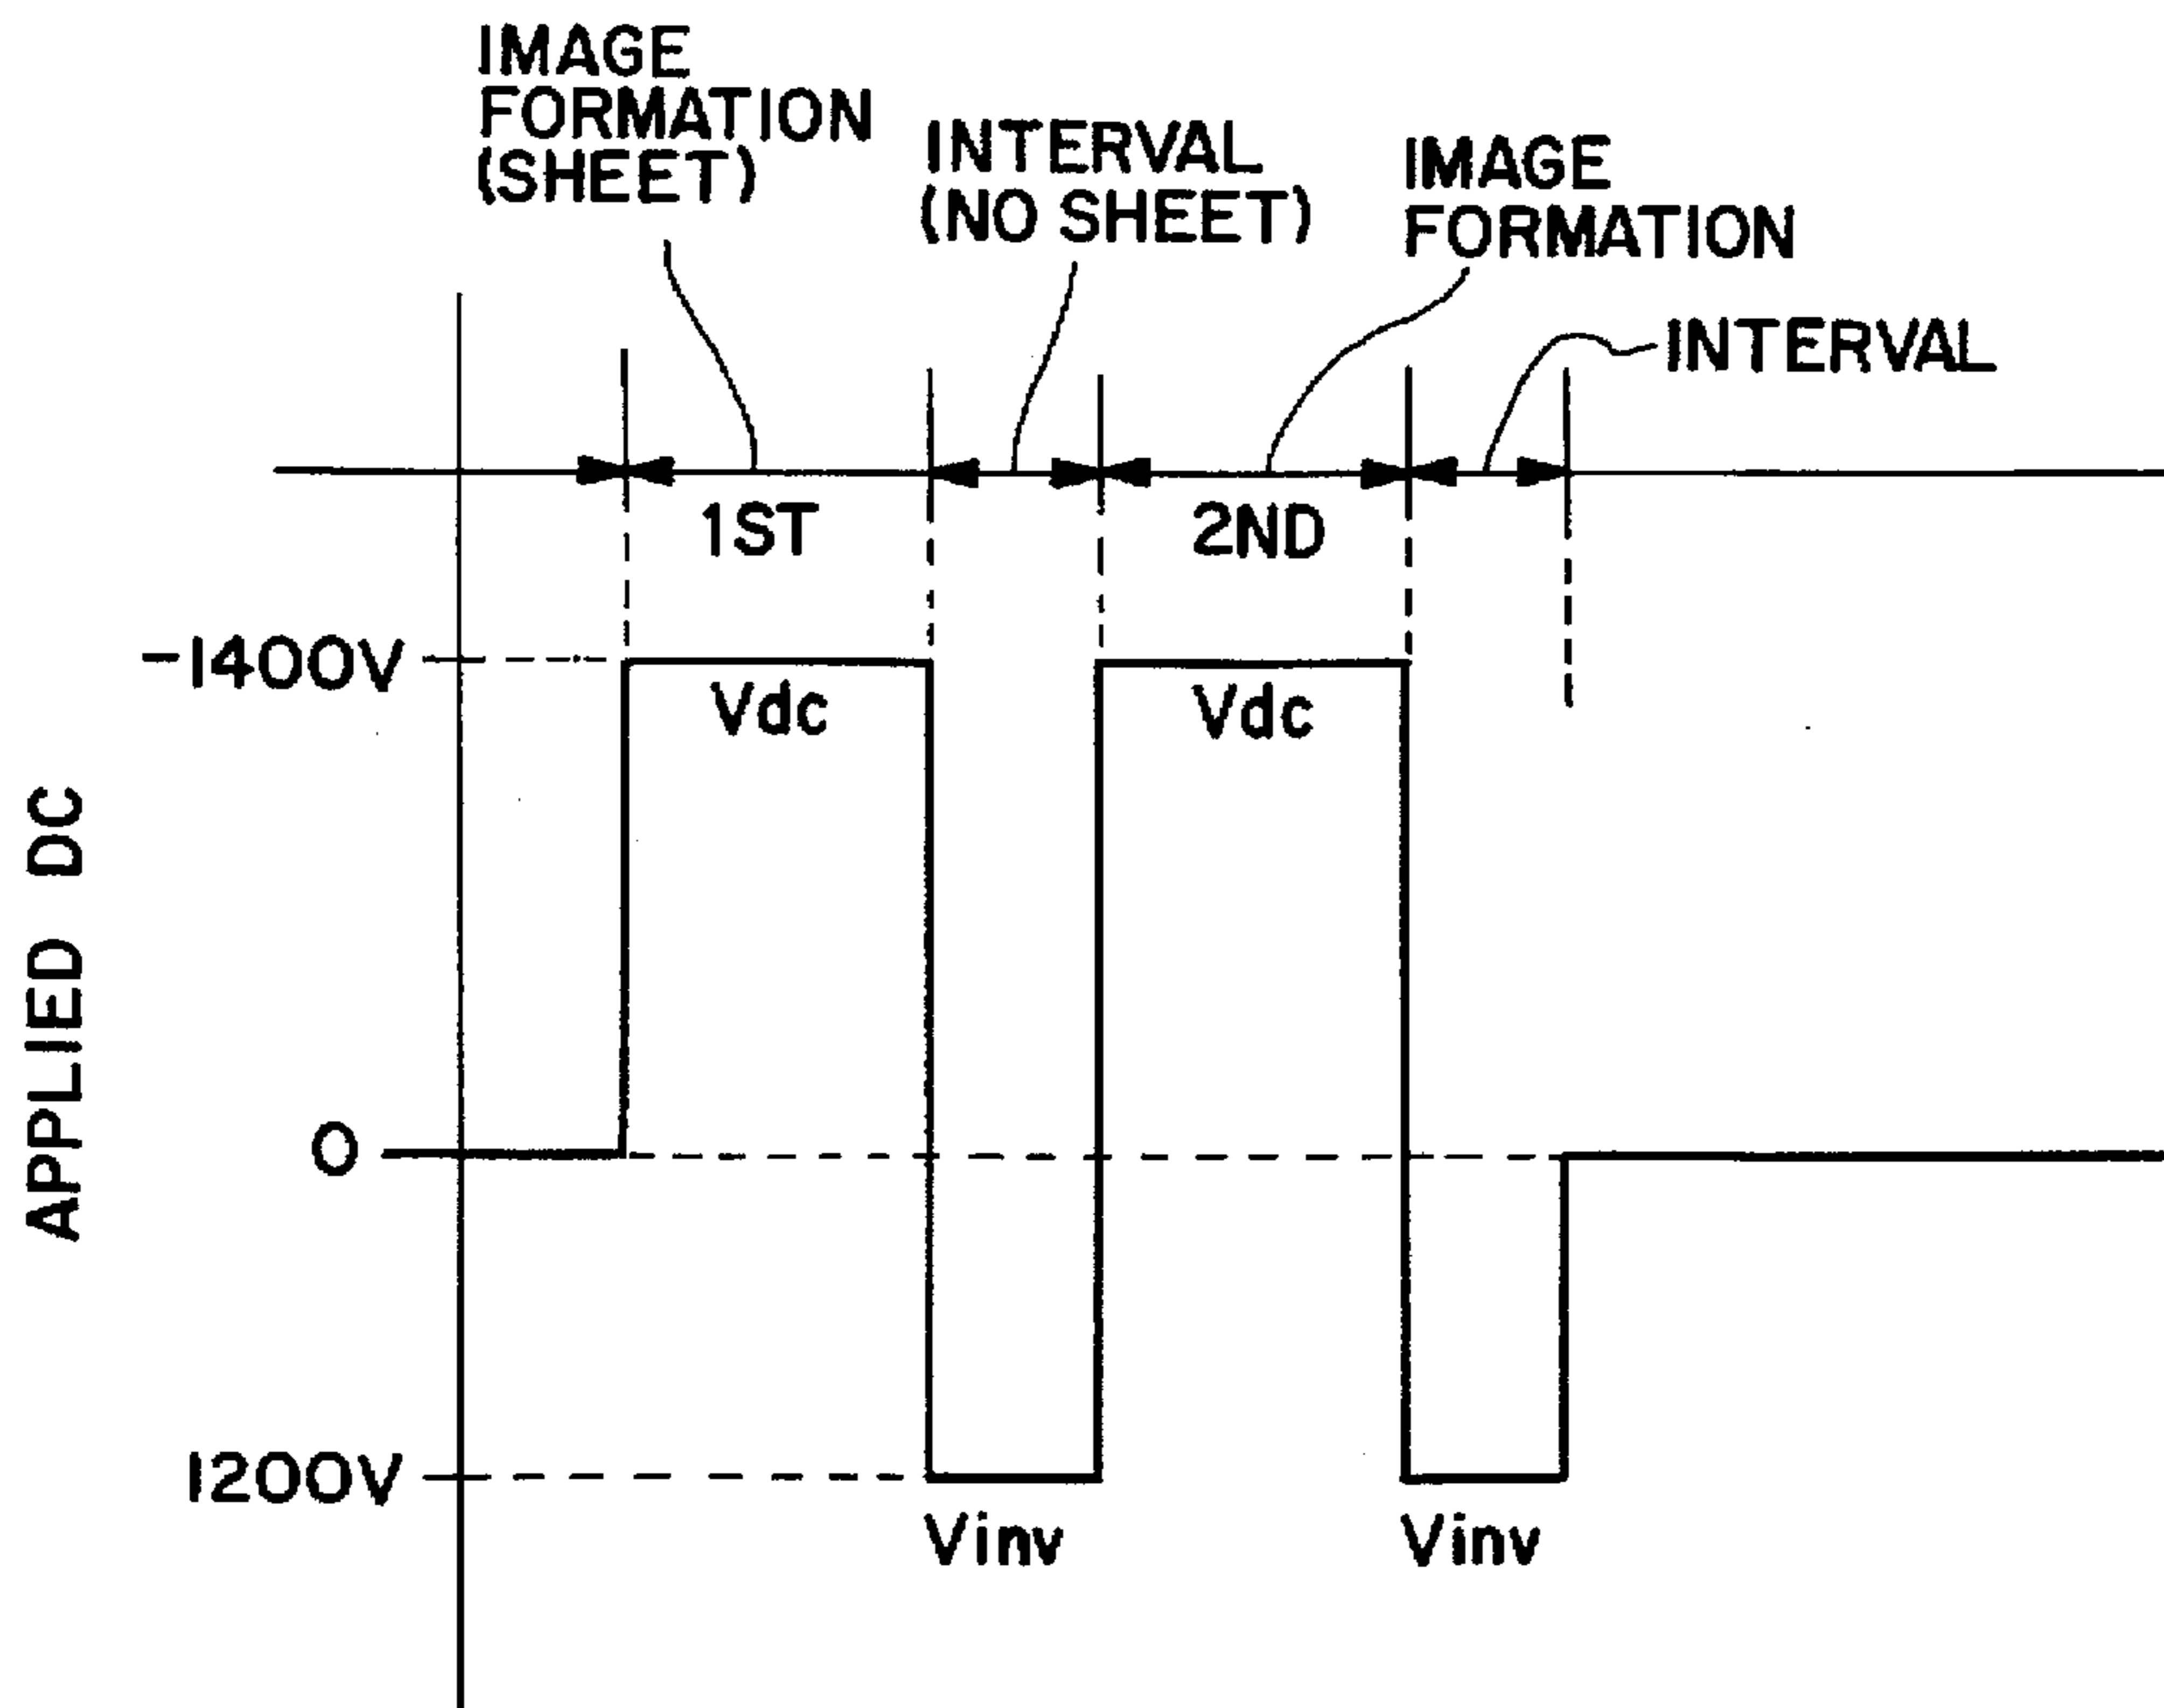 IMAGE
FORMATION
(SHEET)
INTERVAL
(NO SHEET)
IMAGE
FORMATION
INTERVAL
1ST
2ND
-1400V
Vdc
Vdc
APPLIED DC
0
1200V
Vinv
Vinv